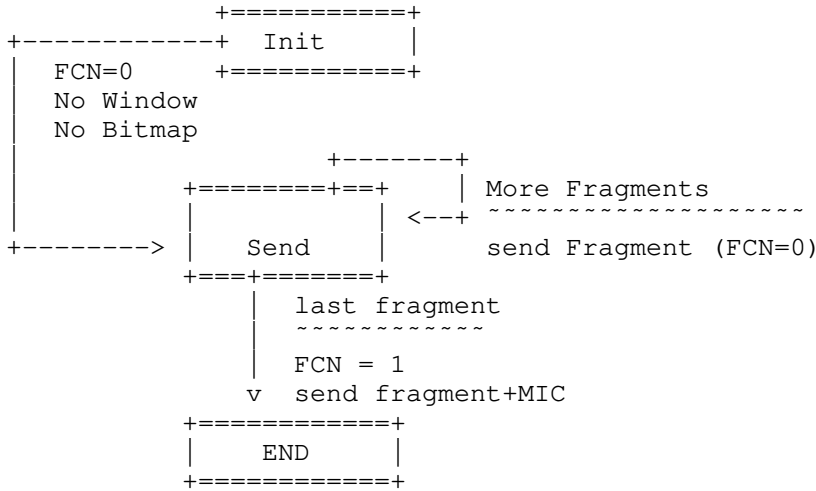 Init
FCN=0
No Window
No Bitmap
More Fragments
~~~~~~~~~~~~~~~~~~~~
Send
send Fragment (FCN=0)
last fragment
~~~~~~~~~~~~
FCN = 1
v send fragment+MIC
END